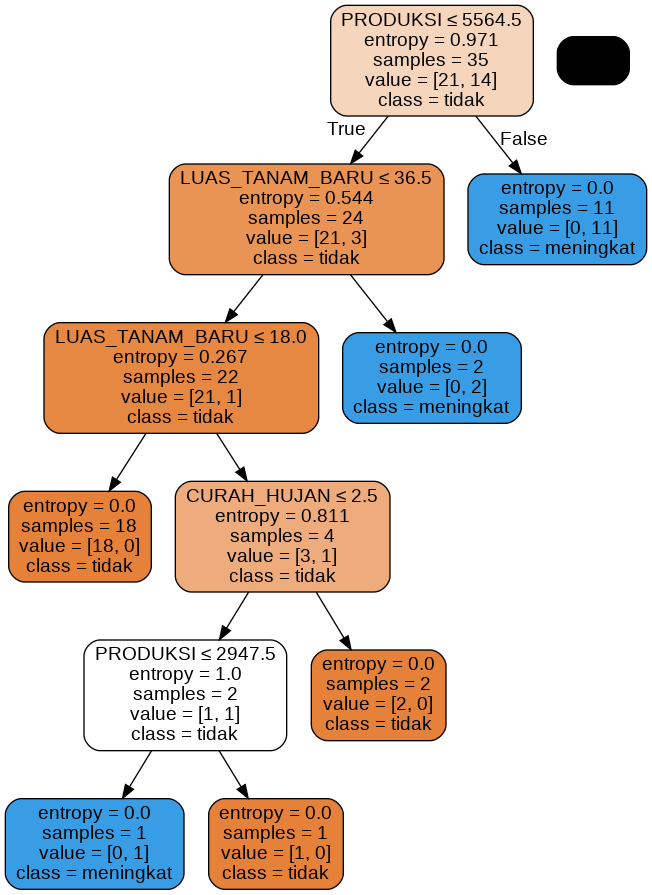 PRODUKSI ≤ 5564.5
entropy = 0.971
samples = 35
value = [21, 14]
class = tidak
True
False
LUAS_TANAM_BARU ≤ 36.5
entropy = 0.544
samples = 24
value = [21, 3]
class = tidak
entropy = 0.0
samples = 11
value = [0, 11]
class = meningkat
LUAS_TANAM_BARU ≤ 18.0
entropy = 0.267
samples = 22
value = [21, 1]
class = tidak
entropy = 0.0
samples = 2
value = [0, 2]
class = meningkat
entropy = 0.0
samples = 18
value = [18, 0]
class = tidak
CURAH_HUJAN ≤ 2.5
entropy = 0.811
samples = 4
value = [3, 1]
class = tidak
PRODUKSI ≤ 2947.5
entropy = 1.0
samples = 2
value = [1, 1]
class = tidak
entropy = 0.0
samples = 2
value = [2, 0]
class = tidak
entropy = 0.0
samples = 1
value = [0, 1]
class = meningkat
entropy = 0.0
samples = 1
value = [1, 0]
class = tidak